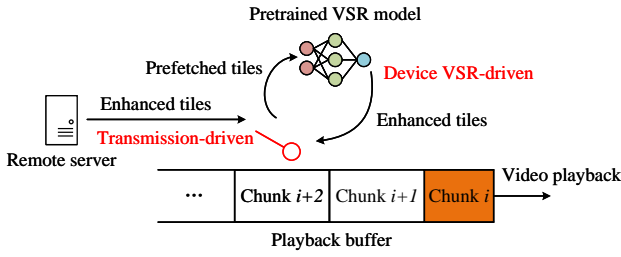 Pretrained VSR model
Prefetched tiles
Device VSR-driven
Enhanced tiles
Enhanced tiles
Transmission-driven
Remote server
Video playback
... Chunk i+2 Chunk i+1 Chunk i
Playback buffer